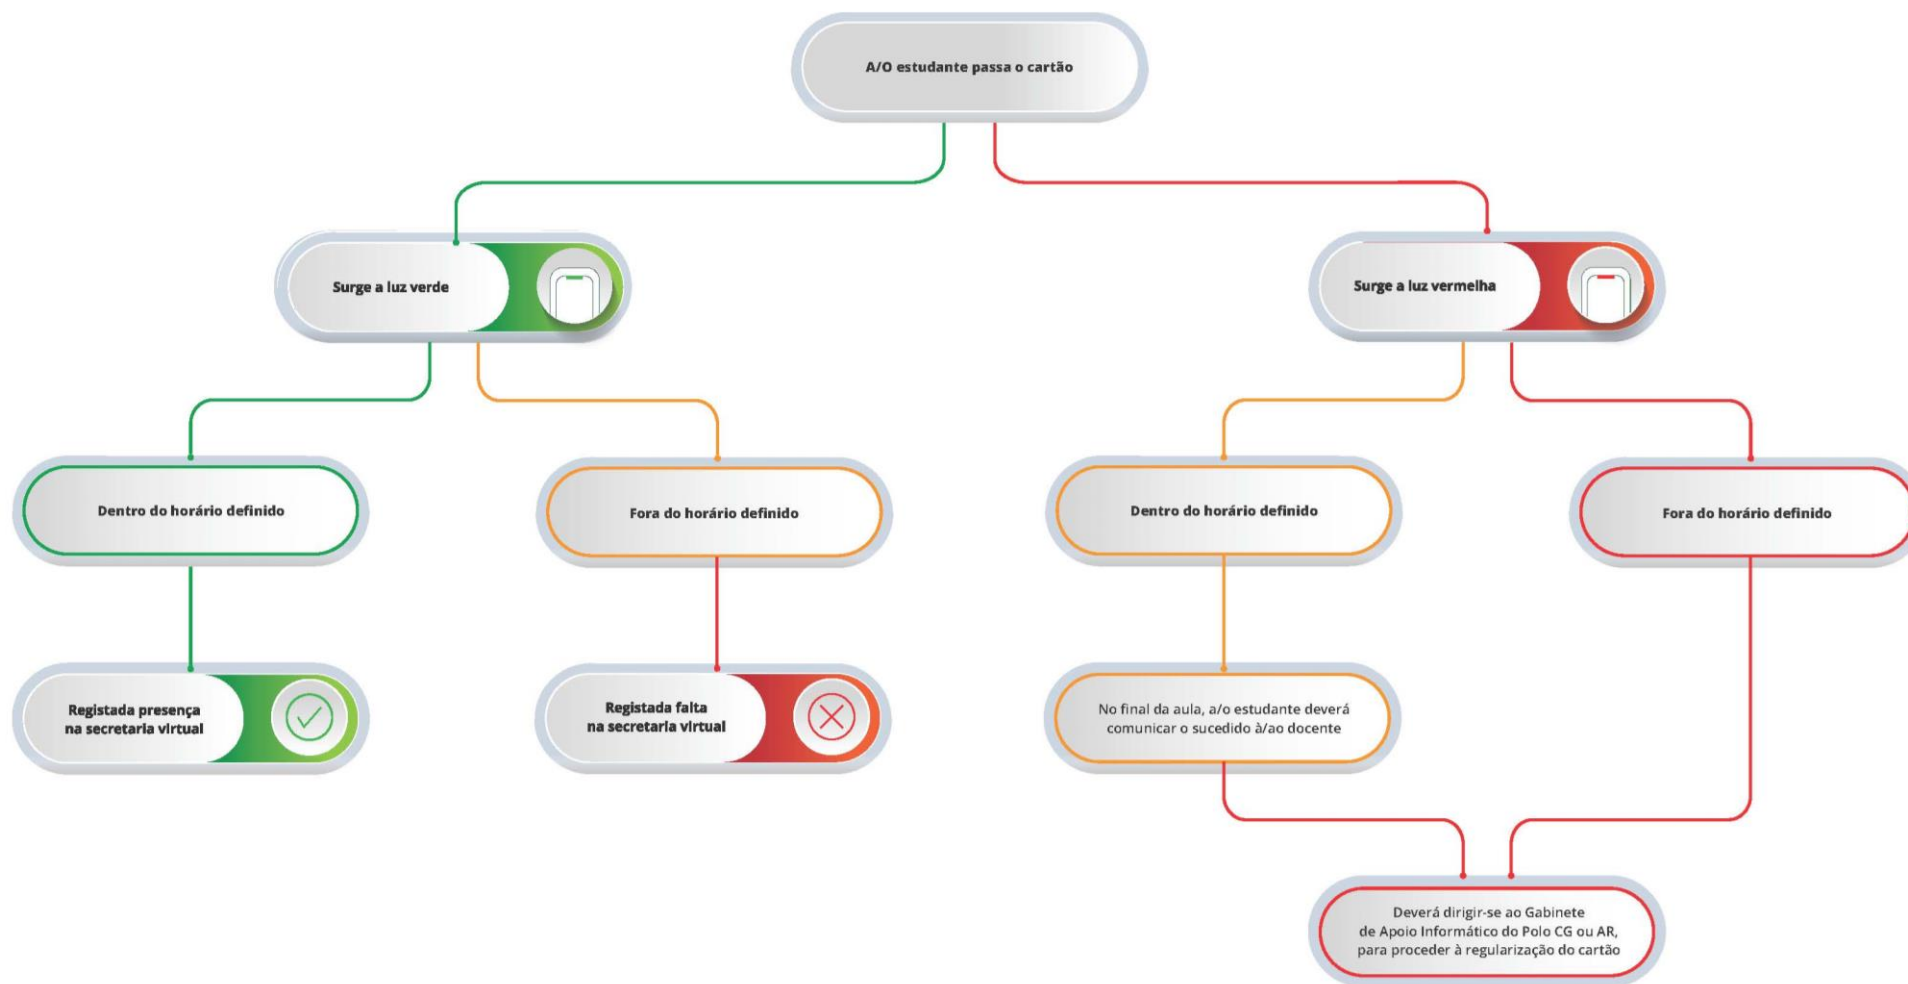 A/O estudante passa o cartão
Surge a luz verde
Surge a luz vermelha
Dentro do horário definido
Fora do horário definido
Dentro do horário definido
Fora do horário definido
Registada presença
na secretaria virtual
Registada falta
na secretaria virtual
No final da aula, a/o estudante deverá
comunicar o sucedido à/ao docente
Deverá dirigir-se ao Gabinete
de Apoio Informático do Polo CG ou AR,
para proceder à regularização do cartão